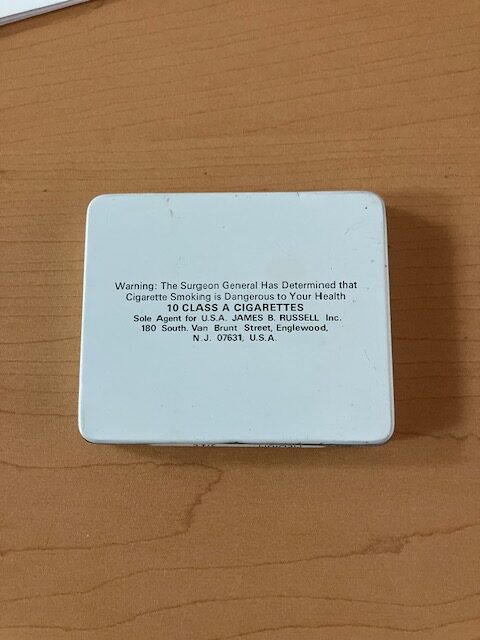 Warning: The Surgeon General Has Determined that
Cigarette Smoking is Dangerous to Your Health
10 CLASS A CIGARETTES
Sole Agent for U.S.A. JAMES B. RUSSELL Inc.
180 South. Van Brunt Street, Englewood,
N.J. 07631, U.S.A.